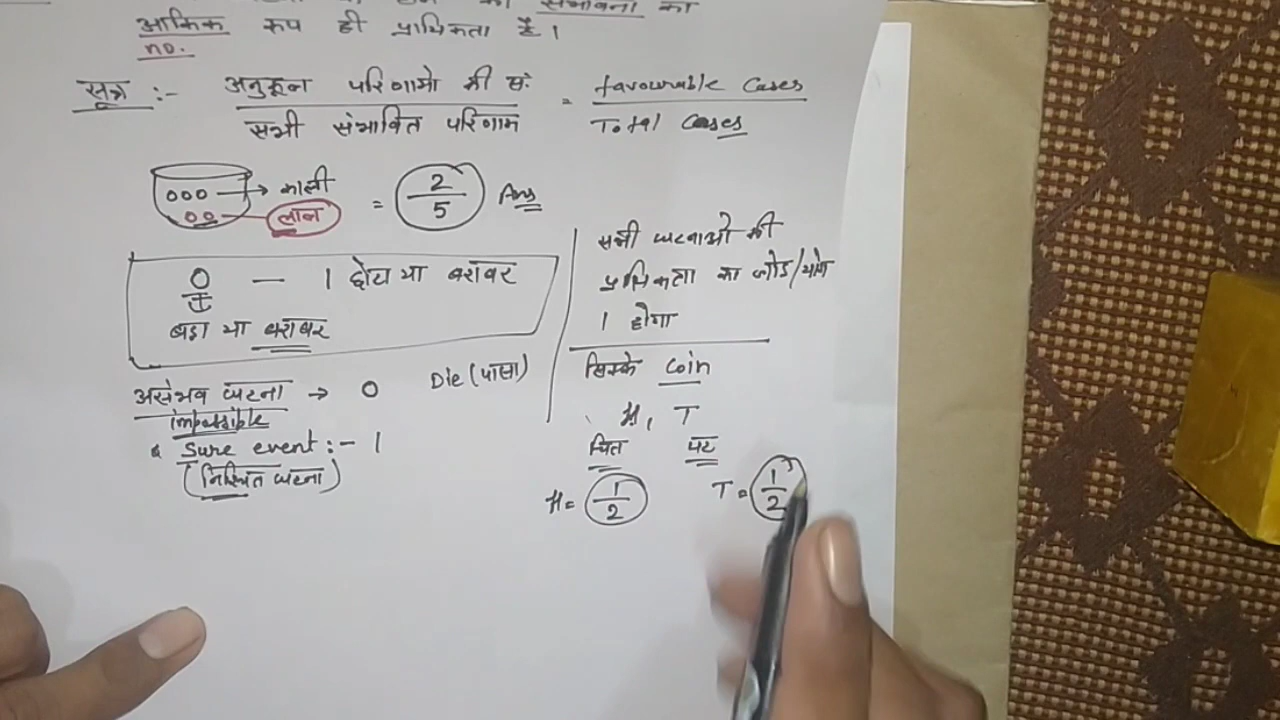 संभावना का
आंकिक रूप ही प्रायिकता है।
no.
सूत्र :- अनुकूल परिणामो की सं. = favourable Cases
सभी संभावित परिणाम Total Cases
000 → काली = 2/5 Ans
00 — लाल
0 — 1 छोटा या बराबर
बड़ा या बराबर
असंभव घटना → 0 Die (पासा)
impossible
Sure event :- 1
(निश्चित घटना)
सभी घटनाओ की
प्रायिकता का जोड/योग
1 होगा
सिक्के Coin
H, T
चित पट
H = 1/2 T = 1/2